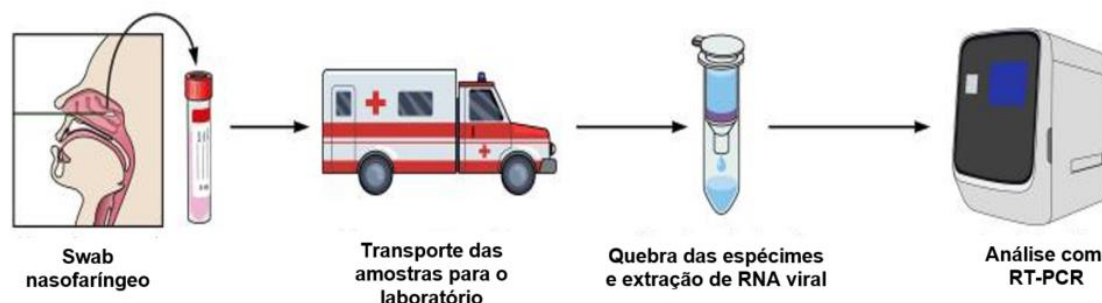 Swab
nasofaríngeo
Transporte das
amostras para o
laboratório
Quebra das espécimes
e extração de RNA viral
Análise com
RT-PCR